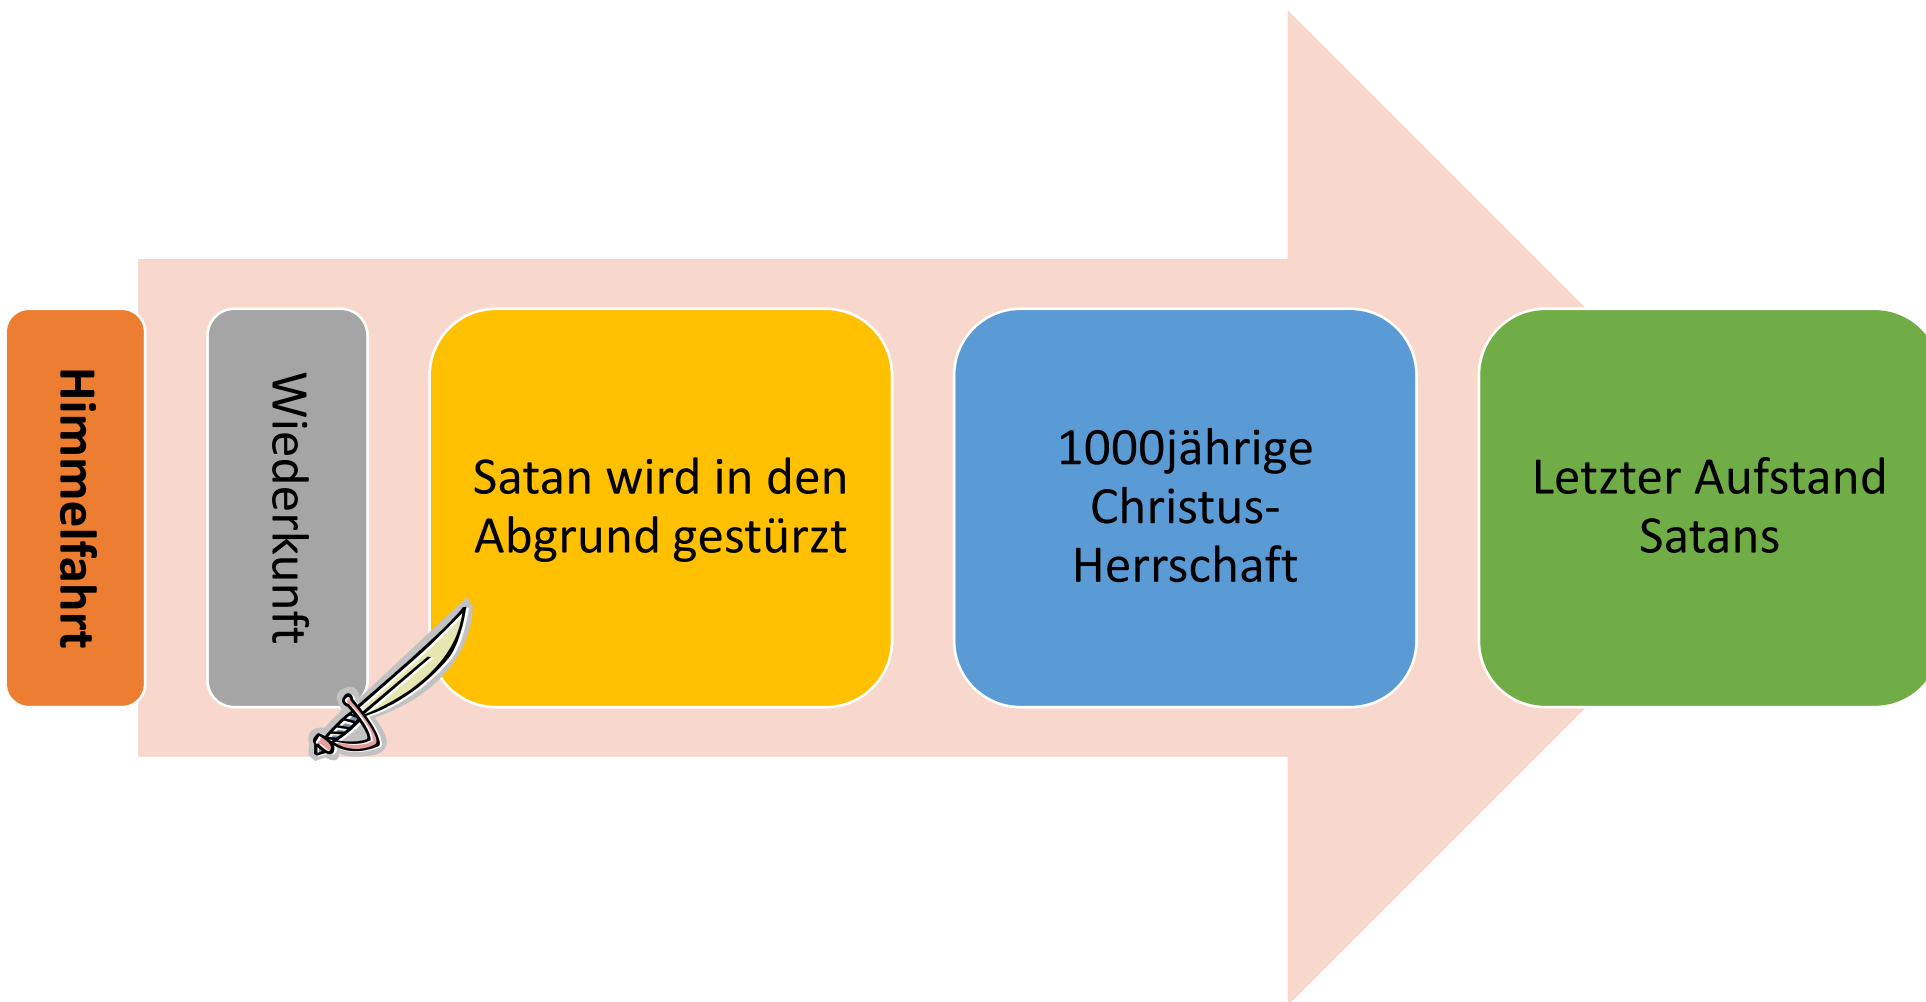 Himmelfahrt
Wiederkunft
Satan wird in den
Abgrund gestürzt
1000jährige
Christus-
Herrschaft
Letzter Aufstand
Satans